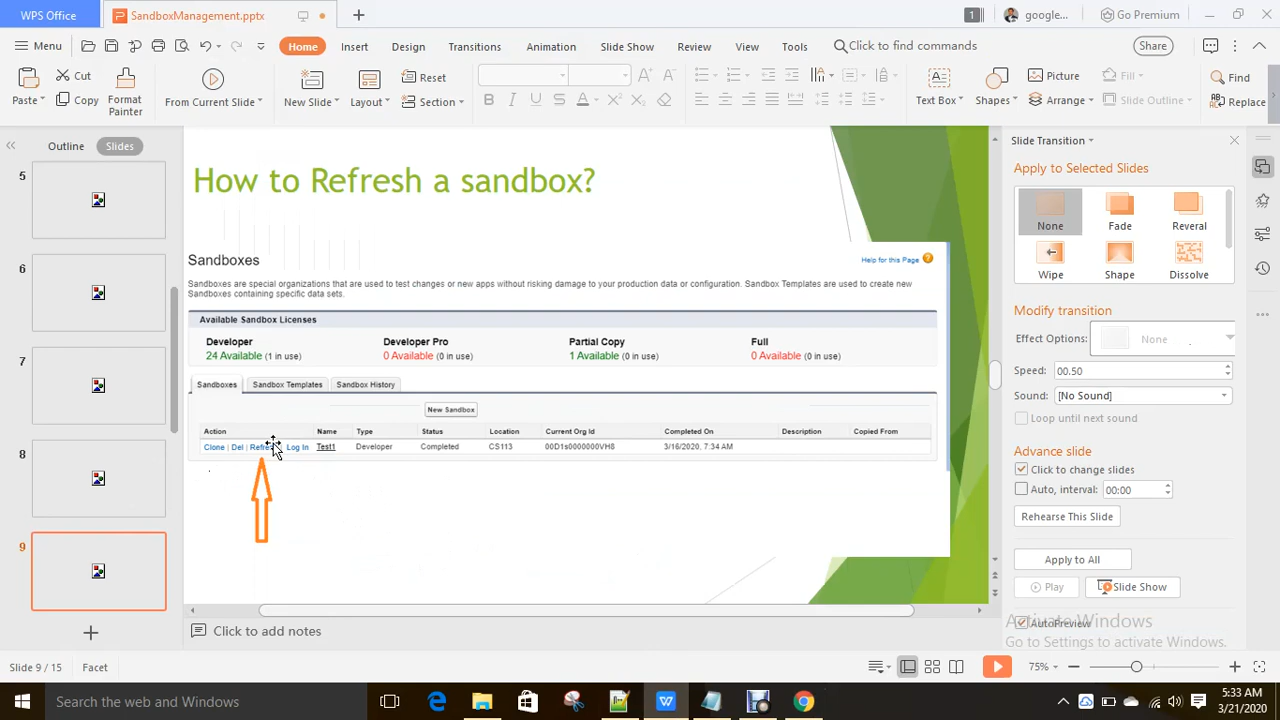 WPS Office
SandboxManagement.pptx
1
google...
Go Premium
Menu
Home
Insert
Design
Transitions
Animation
Slide Show
Review
View
Tools
Click to find commands
Share
Paste
Cut
Copy
Format
Painter
From Current Slide
New Slide
Layout
Reset
Section
B I U S A X² X₂
Text Box
Shapes
Picture
Arrange
Fill
Slide Outline
Find
Replace
Outline
Slides
5
6
7
8
9
How to Refresh a sandbox?
Sandboxes
Help for this Page
Sandboxes are special organizations that are used to test changes or new apps without risking damage to your production data or configuration. Sandbox Templates are used to create new
Sandboxes containing specific data sets.
Available Sandbox Licenses
Developer
24 Available (1 in use)
Developer Pro
0 Available (0 in use)
Partial Copy
1 Available (0 in use)
Full
0 Available (0 in use)
Sandboxes
Sandbox Templates
Sandbox History
New Sandbox
Action Name Type Status Location Current Org Id Completed On Description Copied From
Clone | Del | Refresh Log In Test1 Developer Completed CS113 00D1s0000000VH8 3/16/2020, 7:34 AM
Click to add notes
Slide Transition
Apply to Selected Slides
None
Fade
Reveral
Wipe
Shape
Dissolve
Modify transition
Effect Options: None
Speed: 00.50
Sound: [No Sound]
Loop until next sound
Advance slide
Click to change slides
Auto, interval: 00:00
Rehearse This Slide
Apply to All
Play
Slide Show
AutoPreview
Activate Windows
Go to Settings to activate Windows.
Slide 9 / 15
Facet
75%
Search the web and Windows
5:33 AM
3/21/2020